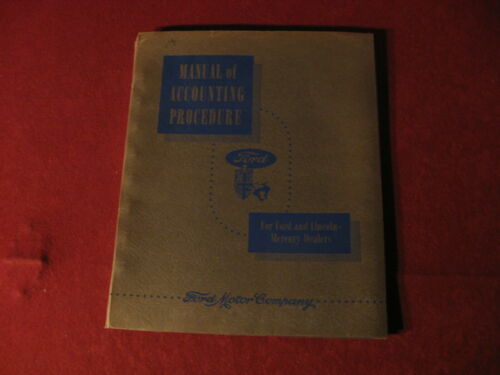 MANUAL of
ACCOUNTING
PROCEDURE
Ford
For Ford and Lincoln-
Mercury Dealers
Ford Motor Company